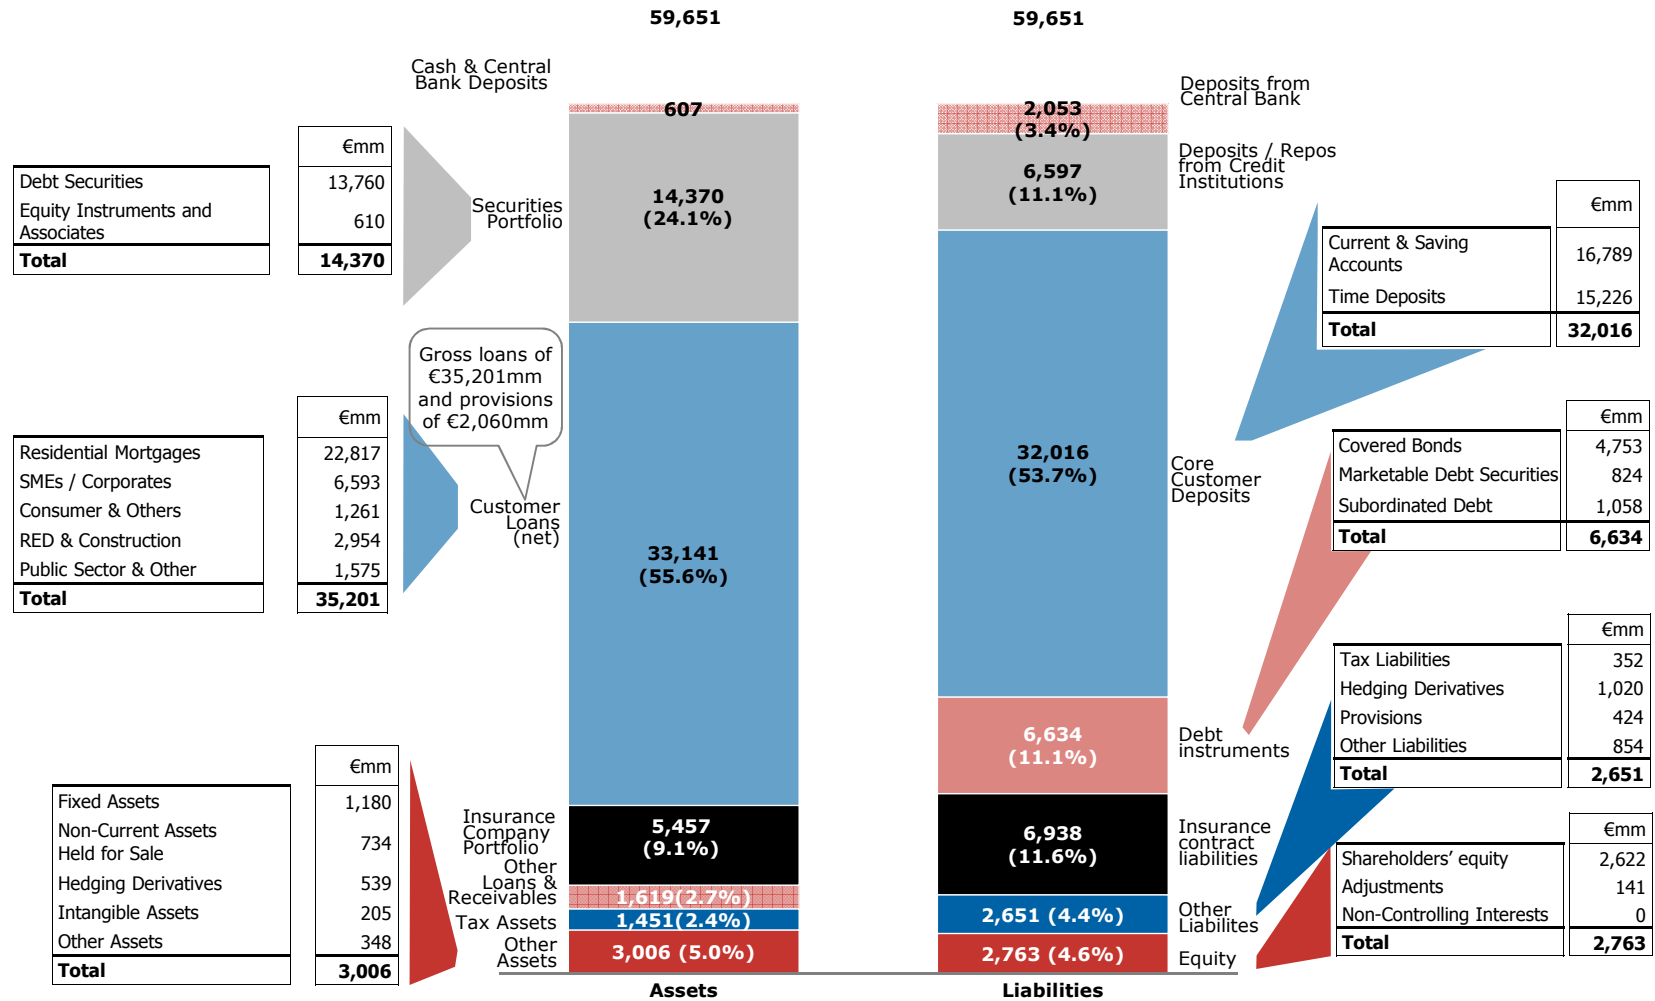 59,651
59,651
Cash & Central
Bank Deposits
607
Deposits from
Central Bank
2,053
(3.4%)
€mm
Debt Securities
13,760
Equity Instruments and
Associates
610
Total
14,370
Securities
Portfolio
14,370
(24.1%)
6,597
(11.1%)
Deposits / Repos
from Credit
Institutions
€mm
Current & Saving
Accounts
16,789
Time Deposits
15,226
Total
32,016
Gross loans of
€35,201mm
and provisions
of €2,060mm
€mm
Residential Mortgages
22,817
SMEs / Corporates
6,593
Consumer & Others
1,261
RED & Construction
2,954
Public Sector & Other
1,575
Total
35,201
Customer
Loans
(net)
33,141
(55.6%)
32,016
(53.7%)
Core
Customer
Deposits
€mm
Covered Bonds
4,753
Marketable Debt Securities
824
Subordinated Debt
1,058
Total
6,634
6,634
(11.1%)
Debt
instruments
€mm
Tax Liabilities
352
Hedging Derivatives
1,020
Provisions
424
Other Liabilities
854
Total
2,651
€mm
Fixed Assets
1,180
Non-Current Assets
Held for Sale
734
Hedging Derivatives
539
Intangible Assets
205
Other Assets
348
Total
3,006
Insurance
Company
Portfolio
5,457
(9.1%)
Other
Loans &
Receivables
1,619(2.7%)
Tax Assets
1,451(2.4%)
Other
Assets
3,006 (5.0%)
6,938
(11.6%)
Insurance
contract
liabilities
2,651 (4.4%)
Other
Liabilites
2,763 (4.6%)
Equity
€mm
Shareholders’ equity
2,622
Adjustments
141
Non-Controlling Interests
0
Total
2,763
Assets
Liabilities